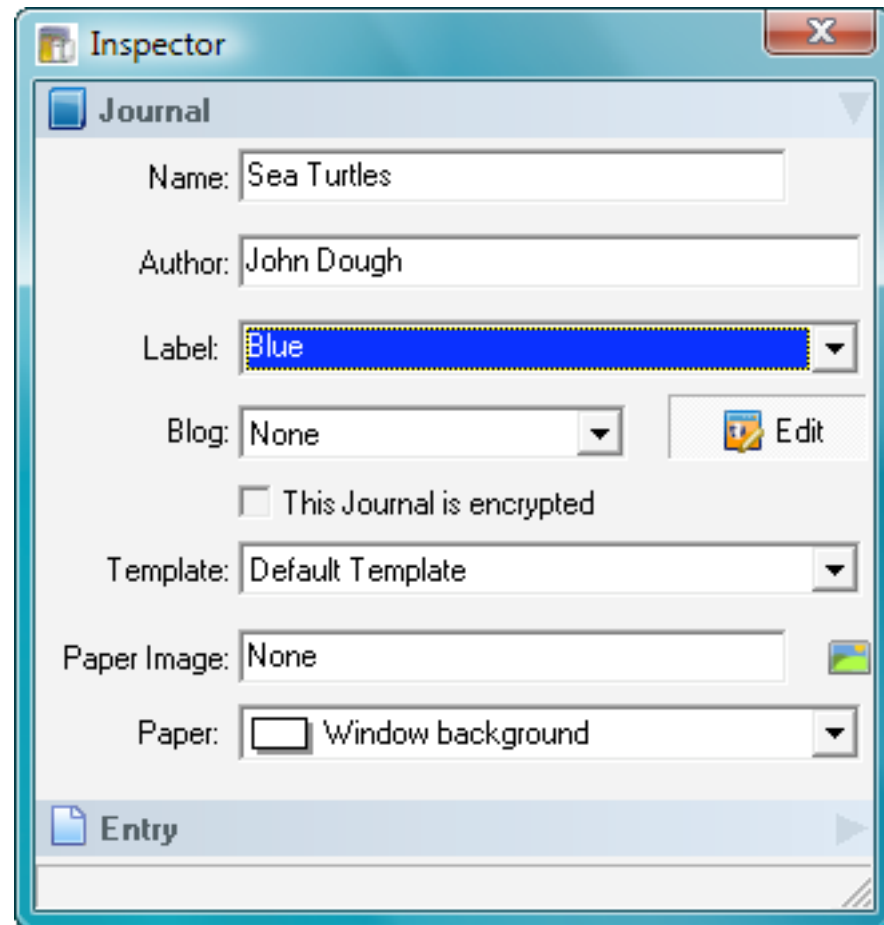 Inspector
Journal
Name: Sea Turtles
Author: John Dough
Label: Blue
Blog: None Edit
This Journal is encrypted
Template: Default Template
Paper Image: None
Paper: Window background
Entry